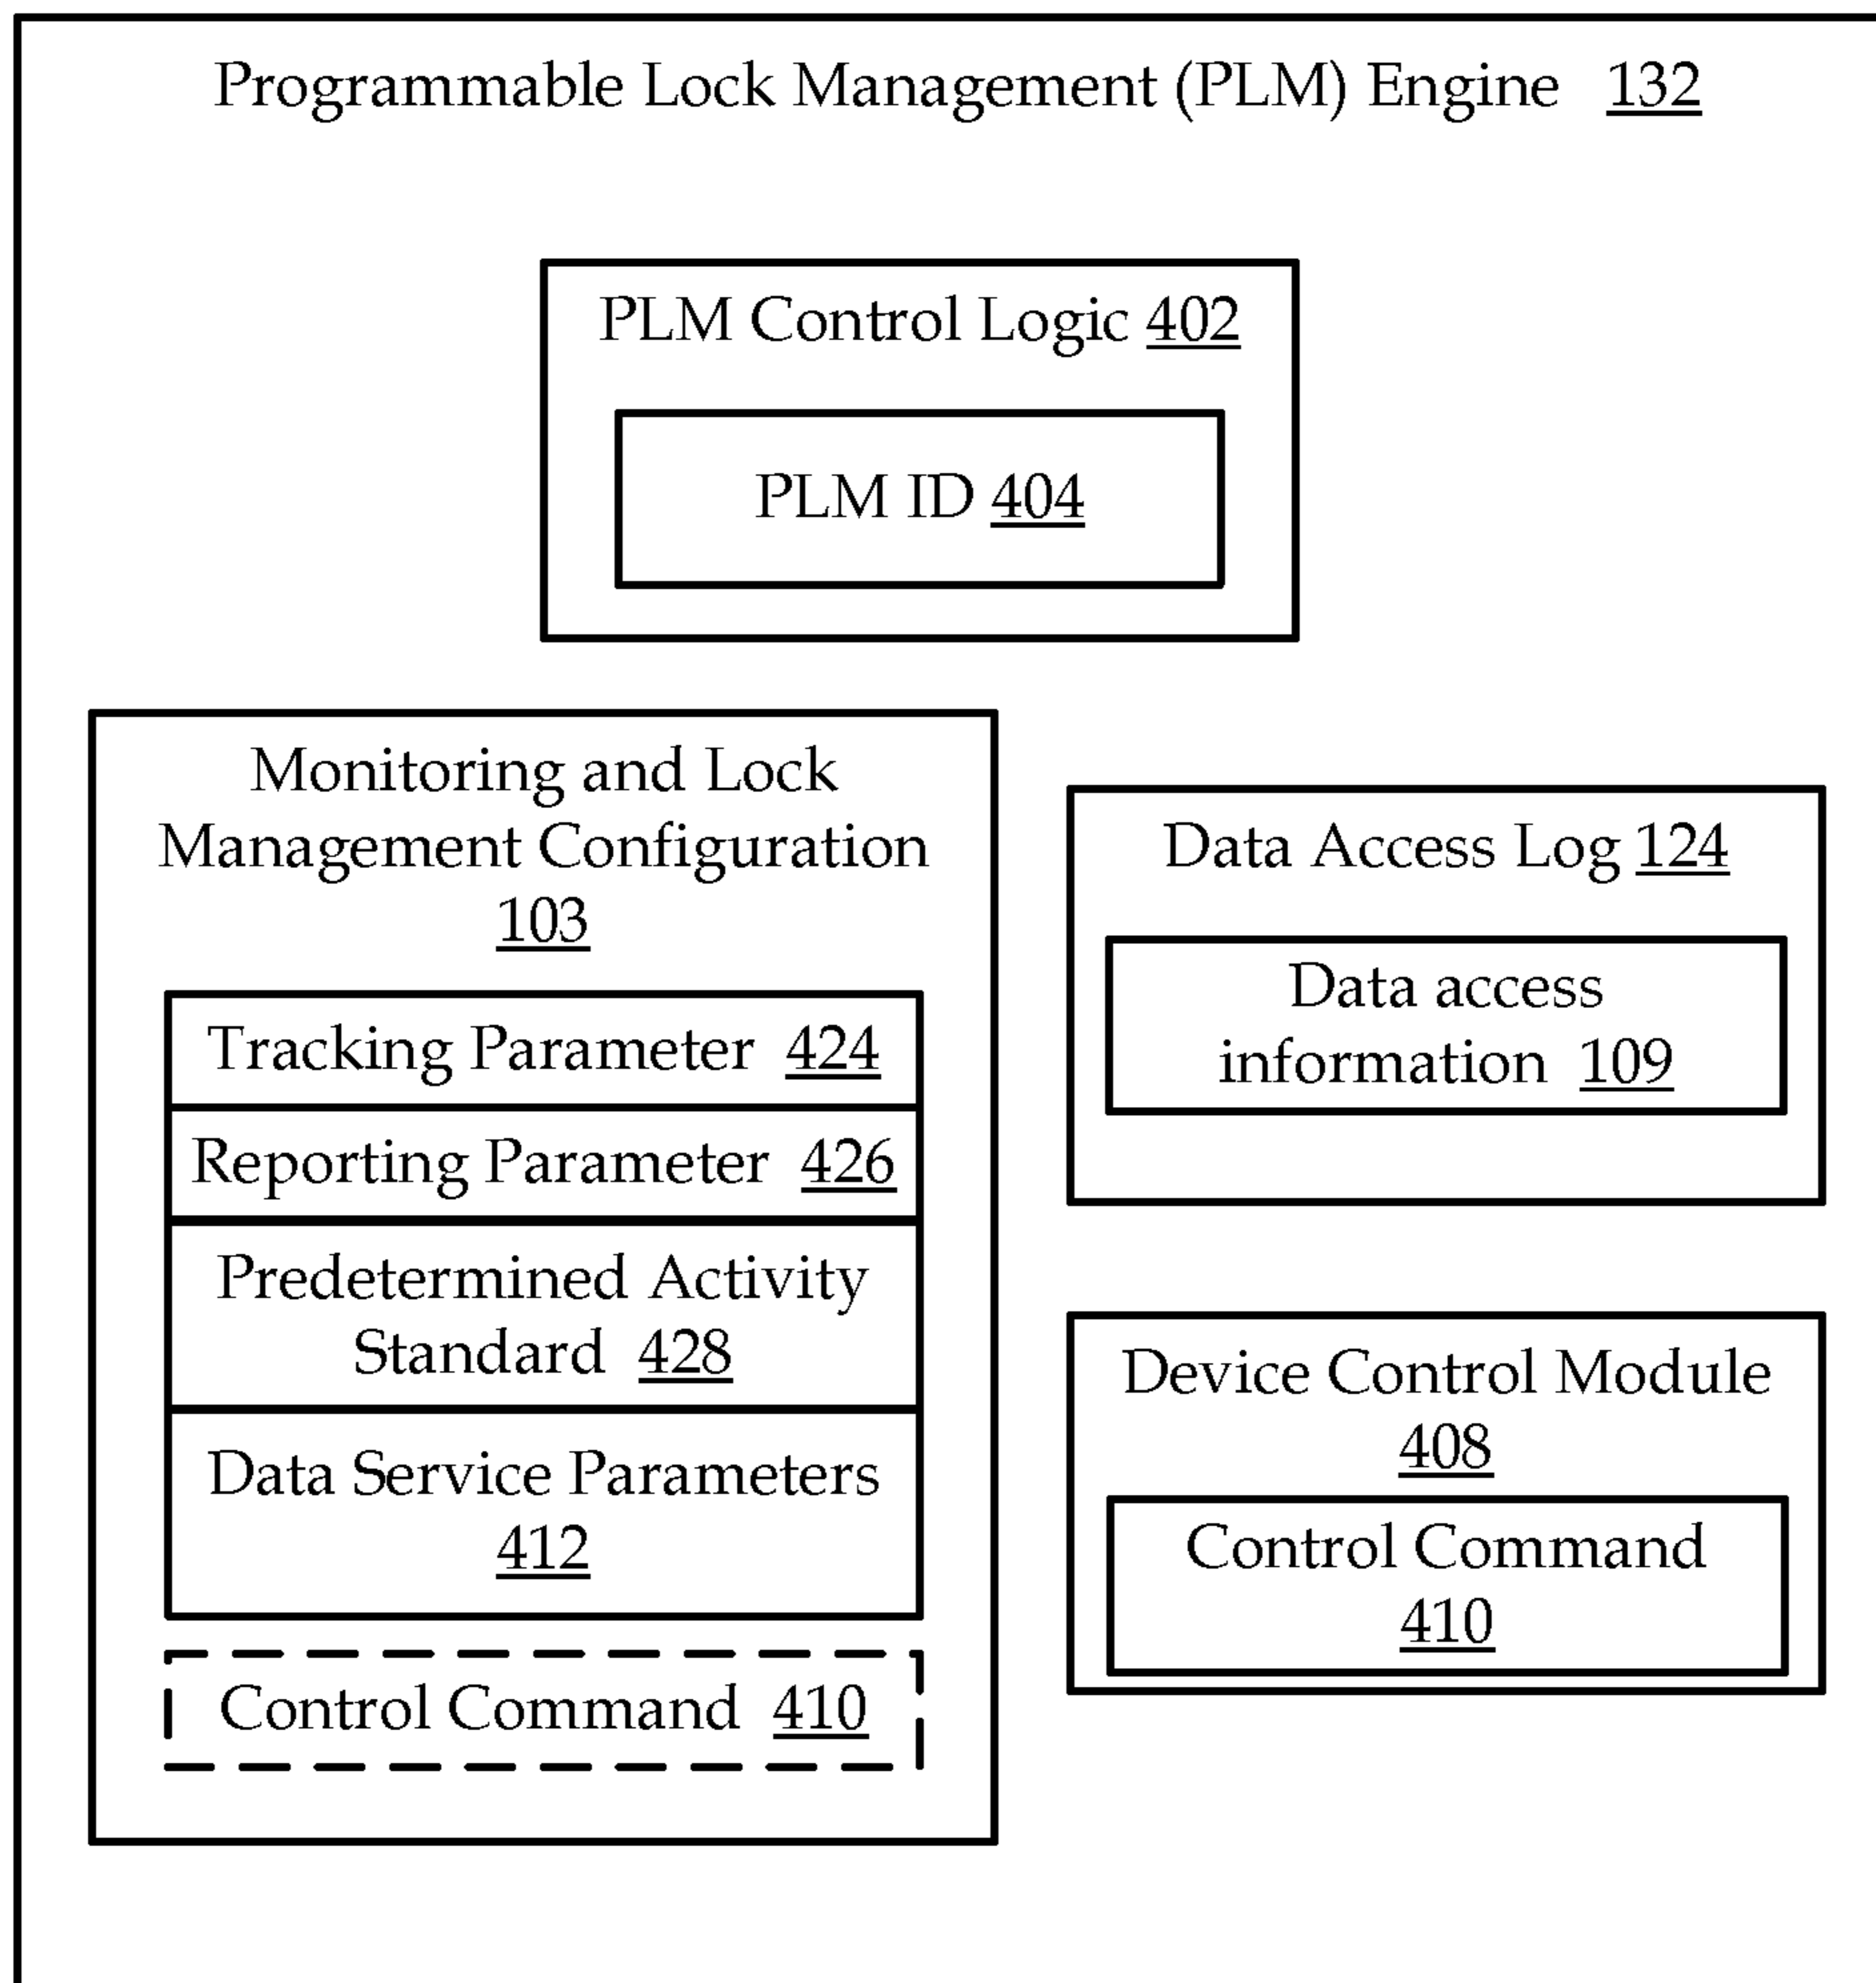 Programmable Lock Management (PLM) Engine 132
PLM Control Logic 402
PLM ID 404
Monitoring and Lock
Management Configuration
103
Tracking Parameter 424
Reporting Parameter 426
Predetermined Activity
Standard 428
Data Service Parameters
412
Control Command 410
Data Access Log 124
Data access
information 109
Device Control Module
408
Control Command
410